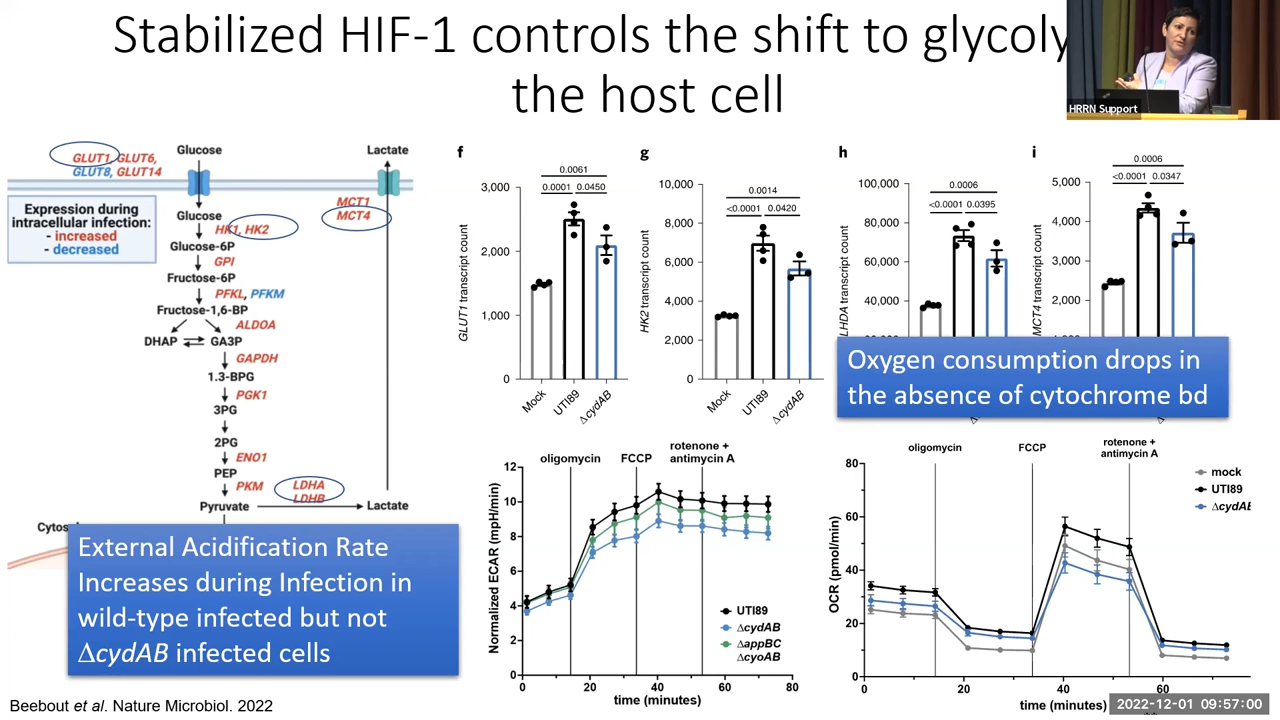 Stabilized HIF-1 controls the shift to glycoly
the host cell
HRRN Support
GLUT1, GLUT6,
GLUT8, GLUT14
Glucose
Lactate
Expression during
intracellular infection:
- increased
- decreased
MCT1
MCT4
Glucose
HK1, HK2
Glucose-6P
GPI
Fructose-6P
PFKL, PFKM
Fructose-1,6-BP
ALDOA
DHAP
GA3P
GAPDH
1.3-BPG
PGK1
3PG
2PG
ENO1
PEP
PKM
LDHA
LDHB
Pyruvate
Lactate
Cytos
External Acidification Rate
Increases during Infection in
wild-type infected but not
ΔcydAB infected cells
Beebout et al. Nature Microbiol. 2022
f
0.0061
0.0001
0.0450
3,000
2,000
1,000
0
GLUT1 transcript count
Mock
UTI89
ΔcydAB
g
0.0014
<0.0001
0.0420
10,000
8,000
6,000
4,000
2,000
0
HK2 transcript count
Mock
UTI89
ΔcydAB
h
0.0006
<0.0001
0.0395
100,000
80,000
60,000
40,000
LHDA transcript count
i
0.0006
<0.0001
0.0347
5,000
4,000
3,000
2,000
MCT4 transcript count
Oxygen consumption drops in
the absence of cytochrome bd
oligomycin
FCCP
rotenone +
antimycin A
12
10
8
6
4
2
0
Normalized ECAR (mpH/min)
UTI89
ΔcydAB
ΔappBC
ΔcyoAB
0
20
40
60
80
time (minutes)
oligomycin
FCCP
rotenone +
antimycin A
80
60
40
20
0
OCR (pmol/min)
mock
UTI89
ΔcydAE
0
20
40
60
time (minutes)
2022-12-01 09:57:00